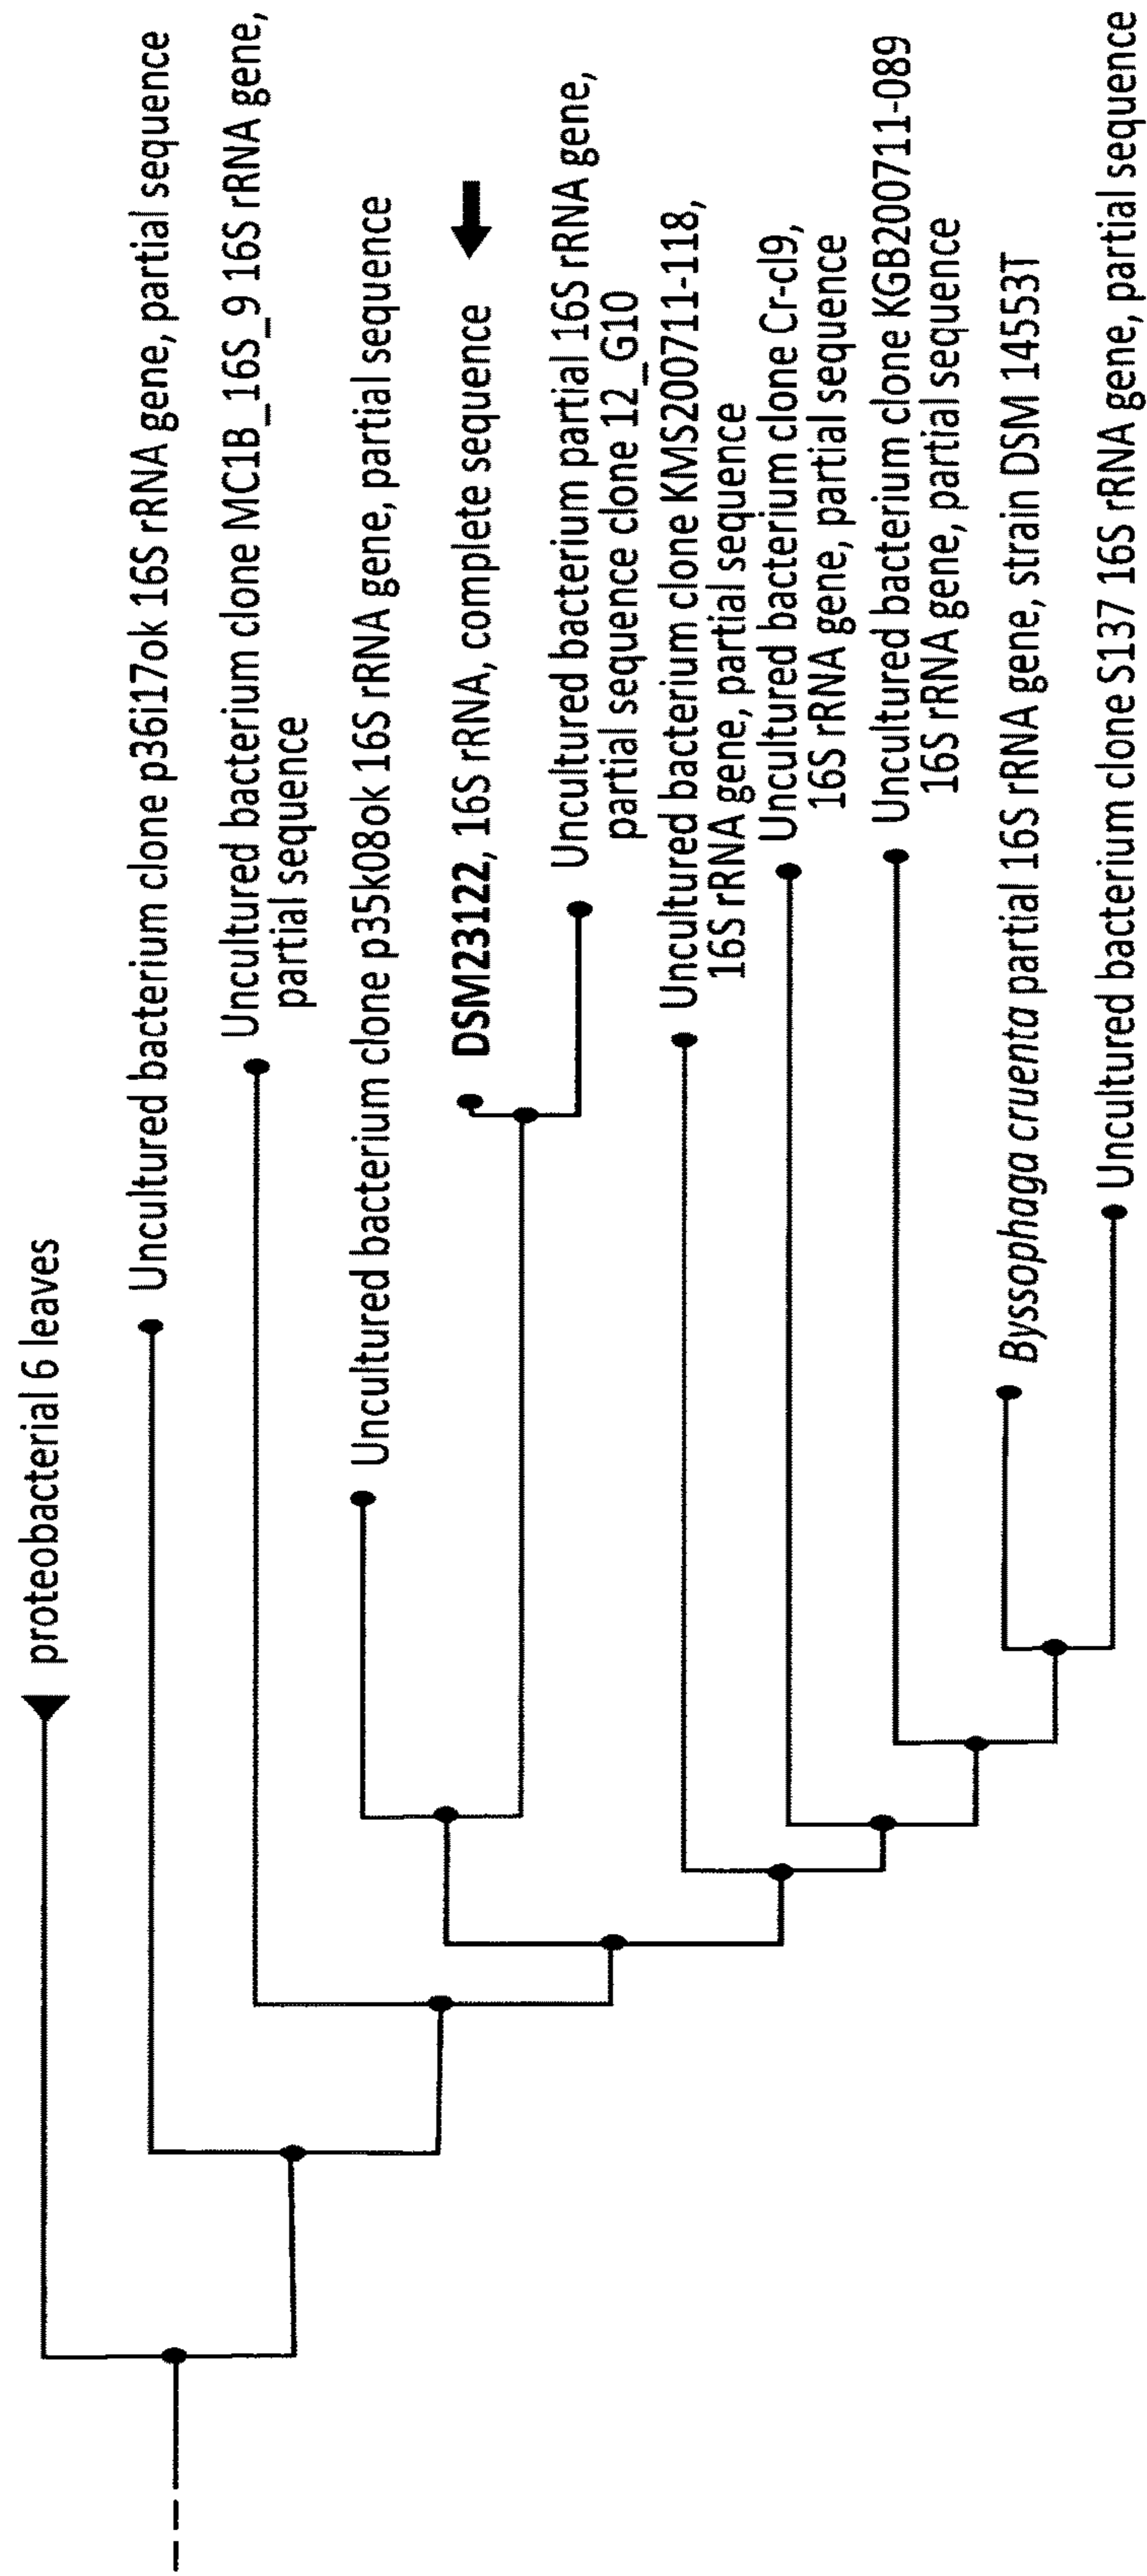 proteobacterial 6 leaves
Uncultured bacterium clone p36i17ok 16S rRNA gene, partial sequence
Uncultured bacterium clone MC1B_16S_9 16S rRNA gene,
partial sequence
Uncultured bacterium clone p35k08ok 16S rRNA gene, partial sequence
DSM23122, 16S rRNA, complete sequence
Uncultured bacterium partial 16S rRNA gene,
partial sequence clone 12_G10
Uncultured bacterium clone KMS200711-118,
16S rRNA gene, partial sequence
Uncultured bacterium clone Cr-cl9,
16S rRNA gene, partial sequence
Uncultured bacterium clone KGB200711-089
16S rRNA gene, partial sequence
Byssophaga cruenta partial 16S rRNA gene, strain DSM 14553T
Uncultured bacterium clone S137 16S rRNA gene, partial sequence